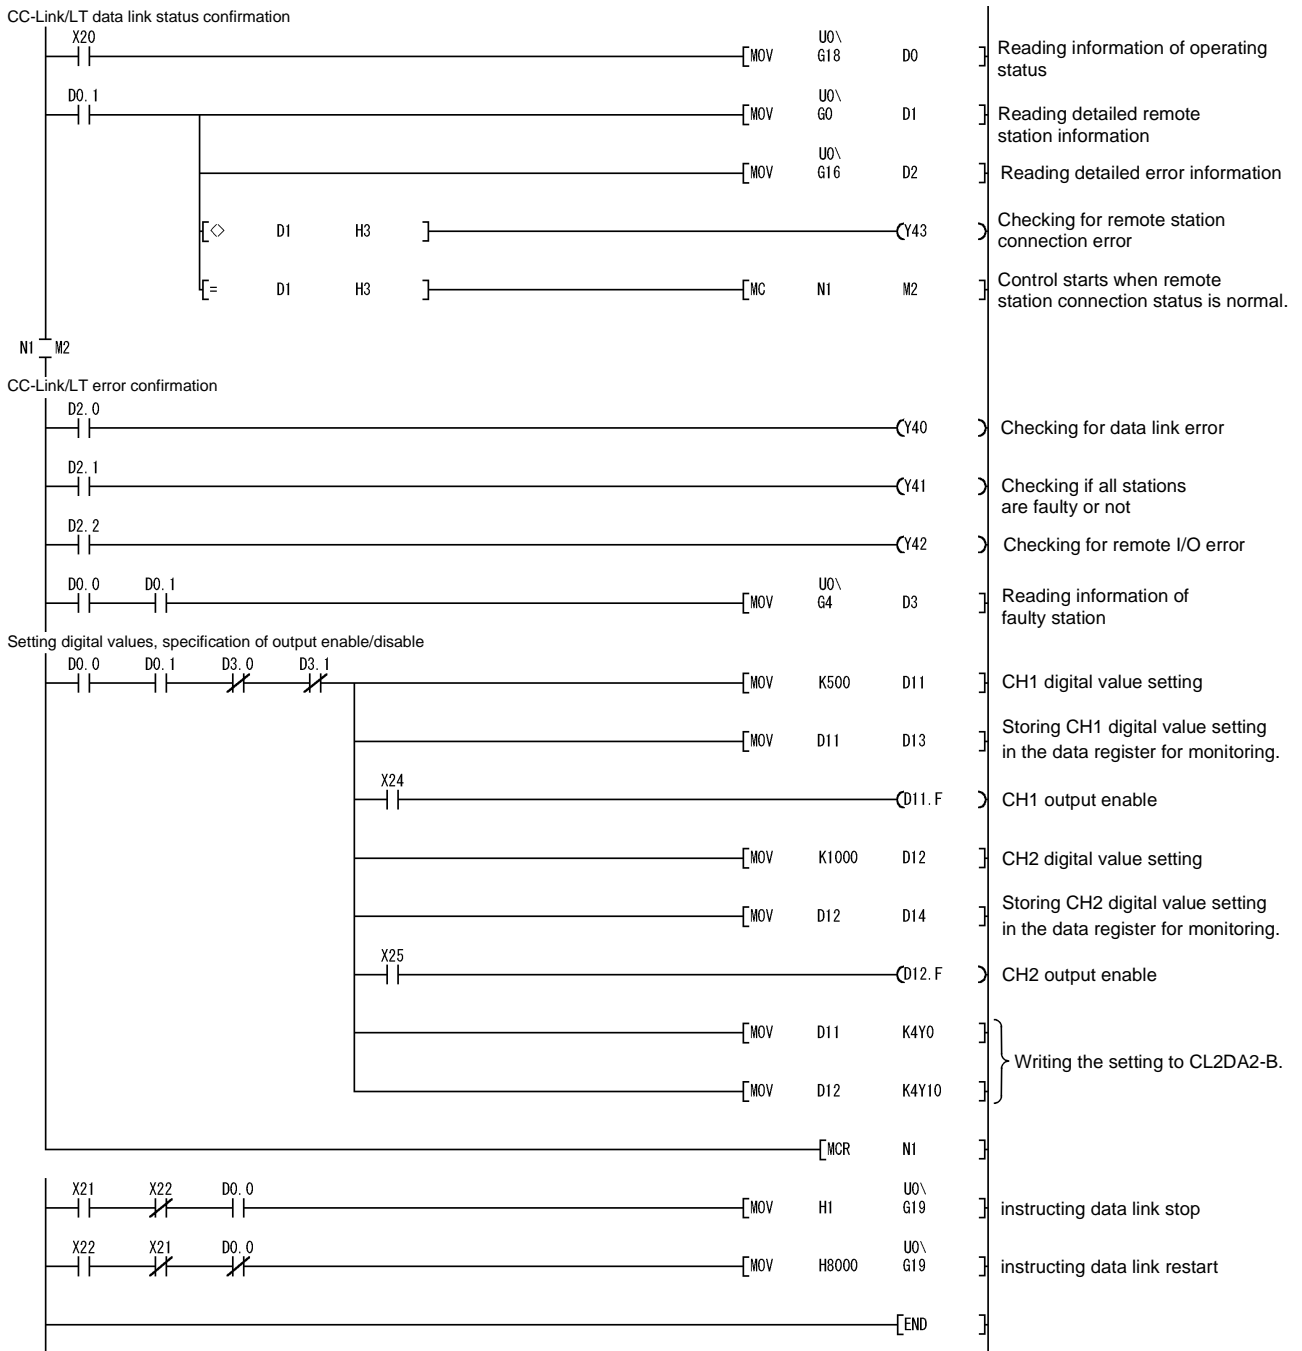 CC-Link/LT data link status confirmation
X20
U0\
[MOV G18 D0 ]
Reading information of operating
status
D0.1
U0\
[MOV G0 D1 ]
Reading detailed remote
station information
U0\
[MOV G16 D2 ]
Reading detailed error information
[<> D1 H3 ]
(Y43 )
Checking for remote station
connection error
[= D1 H3 ]
[MC N1 M2 ]
Control starts when remote
station connection status is normal.
N1 M2
CC-Link/LT error confirmation
D2.0
(Y40 )
Checking for data link error
D2.1
(Y41 )
Checking if all stations
are faulty or not
D2.2
(Y42 )
Checking for remote I/O error
D0.0 D0.1
U0\
[MOV G4 D3 ]
Reading information of
faulty station
Setting digital values, specification of output enable/disable
D0.0 D0.1 D3.0 D3.1
[MOV K500 D11 ]
CH1 digital value setting
[MOV D11 D13 ]
Storing CH1 digital value setting
in the data register for monitoring.
X24
(D11.F )
CH1 output enable
[MOV K1000 D12 ]
CH2 digital value setting
[MOV D12 D14 ]
Storing CH2 digital value setting
in the data register for monitoring.
X25
(D12.F )
CH2 output enable
[MOV D11 K4Y0 ]
Writing the setting to CL2DA2-B.
[MOV D12 K4Y10 ]
[MCR N1 ]
X21 X22 D0.0
U0\
[MOV H1 G19 ]
instructing data link stop
X22 X21 D0.0
U0\
[MOV H8000 G19 ]
instructing data link restart
[END ]